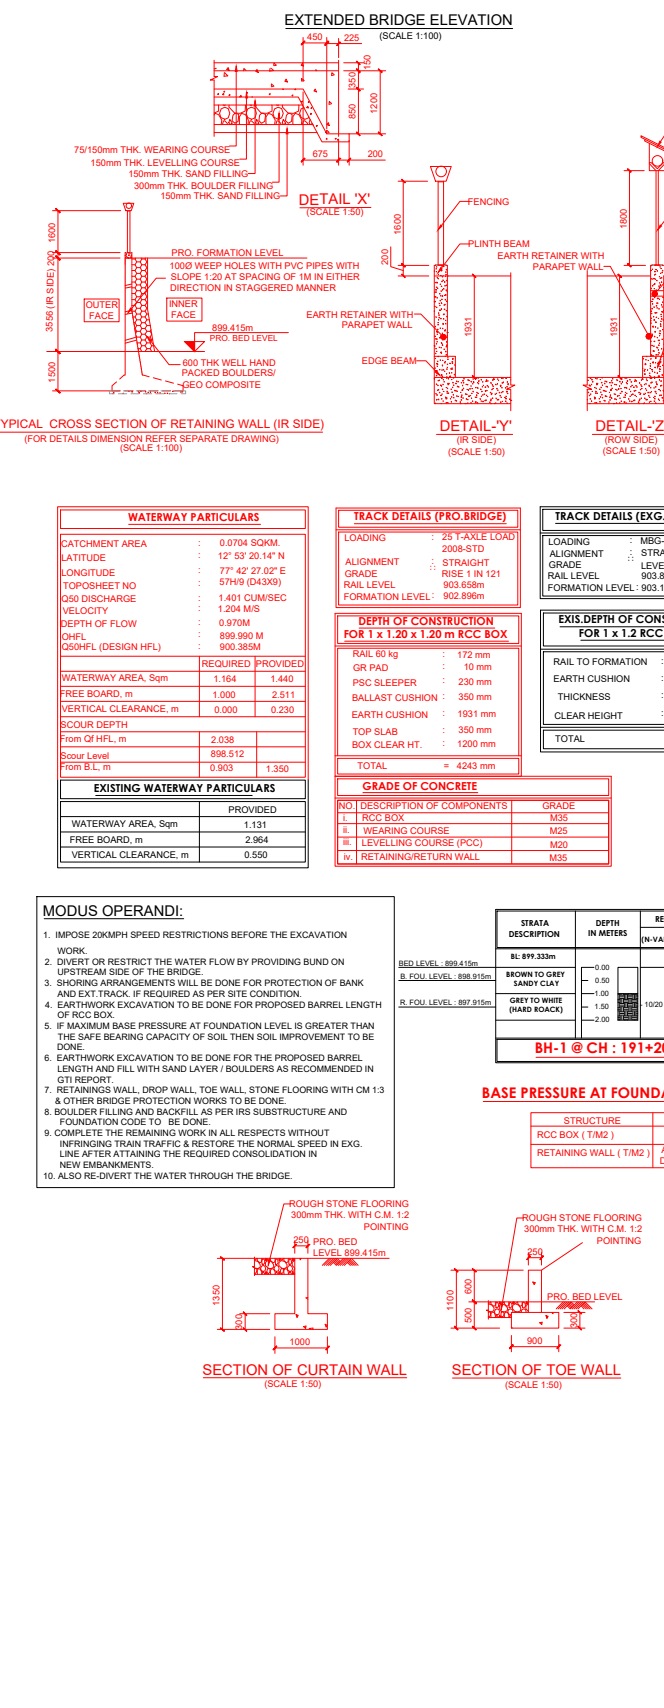 EXTENDED BRIDGE ELEVATION
(SCALE 1:100)
450
225
150
350
850
1200
675
200
75/150mm THK. WEARING COURSE
150mm THK. LEVELLING COURSE
150mm THK. SAND FILLING
300mm THK. BOULDER FILLING
150mm THK. SAND FILLING
DETAIL 'X'
(SCALE 1:50)
1600
200
3556 (IR SIDE)
1500
PRO. FORMATION LEVEL
100Ø WEEP HOLES WITH PVC PIPES WITH
SLOPE 1:20 AT SPACING OF 1M IN EITHER
DIRECTION IN STAGGERED MANNER
OUTER
FACE
INNER
FACE
899.415m
PRO. BED LEVEL
600 THK WELL HAND
PACKED BOULDERS/
GEO COMPOSITE
YPICAL CROSS SECTION OF RETAINING WALL (IR SIDE)
(FOR DETAILS DIMENSION REFER SEPARATE DRAWING)
(SCALE 1:100)
1600
200
FENCING
PLINTH BEAM
EARTH RETAINER WITH
PARAPET WALL
EARTH RETAINER WITH
PARAPET WALL
EDGE BEAM
1931
DETAIL-'Y'
(IR SIDE)
(SCALE 1:50)
1800
1931
DETAIL-'Z
(ROW SIDE)
(SCALE 1:50)
WATERWAY PARTICULARS
CATCHMENT AREA : 0.0704 SQKM.
LATITUDE : 12° 53' 20.14" N
LONGITUDE : 77° 42' 27.02" E
TOPOSHEET NO : 57H/9 (D43X9)
Q50 DISCHARGE : 1.401 CUM/SEC
VELOCITY : 1.204 M/S
DEPTH OF FLOW : 0.970M
OHFL : 899.990 M
Q50HFL (DESIGN HFL) : 900.385M
REQUIRED PROVIDED
WATERWAY AREA, Sqm 1.164 1.440
FREE BOARD, m 1.000 2.511
VERTICAL CLEARANCE, m 0.000 0.230
SCOUR DEPTH
From Qf HFL, m 2.038
Scour Level 898.512
From B.L, m 0.903 1.350
EXISTING WATERWAY PARTICULARS
PROVIDED
WATERWAY AREA, Sqm 1.131
FREE BOARD, m 2.964
VERTICAL CLEARANCE, m 0.550
TRACK DETAILS (PRO.BRIDGE)
LOADING : 25 T-AXLE LOAD
2008-STD
ALIGNMENT : STRAIGHT
GRADE : RISE 1 IN 121
RAIL LEVEL 903.658m
FORMATION LEVEL : 902.896m
DEPTH OF CONSTRUCTION
FOR 1 x 1.20 x 1.20 m RCC BOX
RAIL 60 kg : 172 mm
GR PAD : 10 mm
PSC SLEEPER : 230 mm
BALLAST CUSHION : 350 mm
EARTH CUSHION : 1931 mm
TOP SLAB : 350 mm
BOX CLEAR HT. : 1200 mm
TOTAL = 4243 mm
GRADE OF CONCRETE
NO. DESCRIPTION OF COMPONENTS GRADE
i. RCC BOX M35
ii. WEARING COURSE M25
iii. LEVELLING COURSE (PCC) M20
iv. RETAINING/RETURN WALL M35
TRACK DETAILS (EXG.
LOADING : MBG-
ALIGNMENT : STRA
GRADE : LEVE
RAIL LEVEL 903.8
FORMATION LEVEL : 903.1
EXIS.DEPTH OF CONS
FOR 1 x 1.2 RCC
RAIL TO FORMATION :
EARTH CUSHION :
THICKNESS :
CLEAR HEIGHT :
TOTAL
MODUS OPERANDI:
1. IMPOSE 20KMPH SPEED RESTRICTIONS BEFORE THE EXCAVATION
WORK.
2. DIVERT OR RESTRICT THE WATER FLOW BY PROVIDING BUND ON
UPSTREAM SIDE OF THE BRIDGE.
3. SHORING ARRANGEMENTS WILL BE DONE FOR PROTECTION OF BANK
AND EXT.TRACK. IF REQUIRED AS PER SITE CONDITION.
4. EARTHWORK EXCAVATION TO BE DONE FOR PROPOSED BARREL LENGTH
OF RCC BOX.
5. IF MAXIMUM BASE PRESSURE AT FOUNDATION LEVEL IS GREATER THAN
THE SAFE BEARING CAPACITY OF SOIL THEN SOIL IMPROVEMENT TO BE
DONE.
6. EARTHWORK EXCAVATION TO BE DONE FOR THE PROPOSED BARREL
LENGTH AND FILL WITH SAND LAYER / BOULDERS AS RECOMMENDED IN
GTI REPORT.
7. RETAININGS WALL, DROP WALL, TOE WALL, STONE FLOORING WITH CM 1:3
& OTHER BRIDGE PROTECTION WORKS TO BE DONE.
8. BOULDER FILLING AND BACKFILL AS PER IRS SUBSTRUCTURE AND
FOUNDATION CODE TO BE DONE.
9. COMPLETE THE REMAINING WORK IN ALL RESPECTS WITHOUT
INFRINGING TRAIN TRAFFIC & RESTORE THE NORMAL SPEED IN EXG.
LINE AFTER ATTAINING THE REQUIRED CONSOLIDATION IN
NEW EMBANKMENTS.
10. ALSO RE-DIVERT THE WATER THROUGH THE BRIDGE.
STRATA
DESCRIPTION
DEPTH
IN METERS
RE
(N-VA
BL: 899.333m
BED LEVEL : 899.415m
B. FOU. LEVEL : 898.915m
R. FOU. LEVEL : 897.915m
BROWN TO GREY
SANDY CLAY
GREY TO WHITE
(HARD ROACK)
0.00
0.50
1.00
1.50
2.00
10/20
BH-1 @ CH : 191+20
BASE PRESSURE AT FOUNDA
STRUCTURE
RCC BOX ( T/M2 )
RETAINING WALL ( T/M2 )
ROUGH STONE FLOORING
300mm THK. WITH C.M. 1:2
POINTING
250
PRO. BED
LEVEL 899.415m
1350
300
1000
SECTION OF CURTAIN WALL
(SCALE 1:50)
ROUGH STONE FLOORING
300mm THK. WITH C.M. 1:2
POINTING
250
PRO. BED LEVEL
1100
600
500
300
900
SECTION OF TOE WALL
(SCALE 1:50)